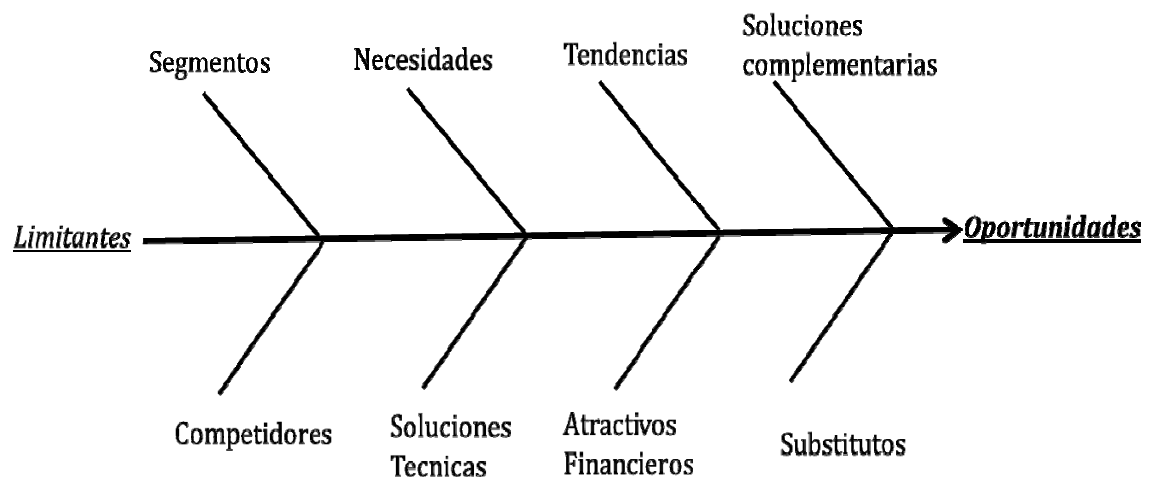 Segmentos
Necesidades
Tendencias
Soluciones
complementarias
Limitantes
Oportunidades
Competidores
Soluciones
Tecnicas
Atractivos
Financieros
Substitutos